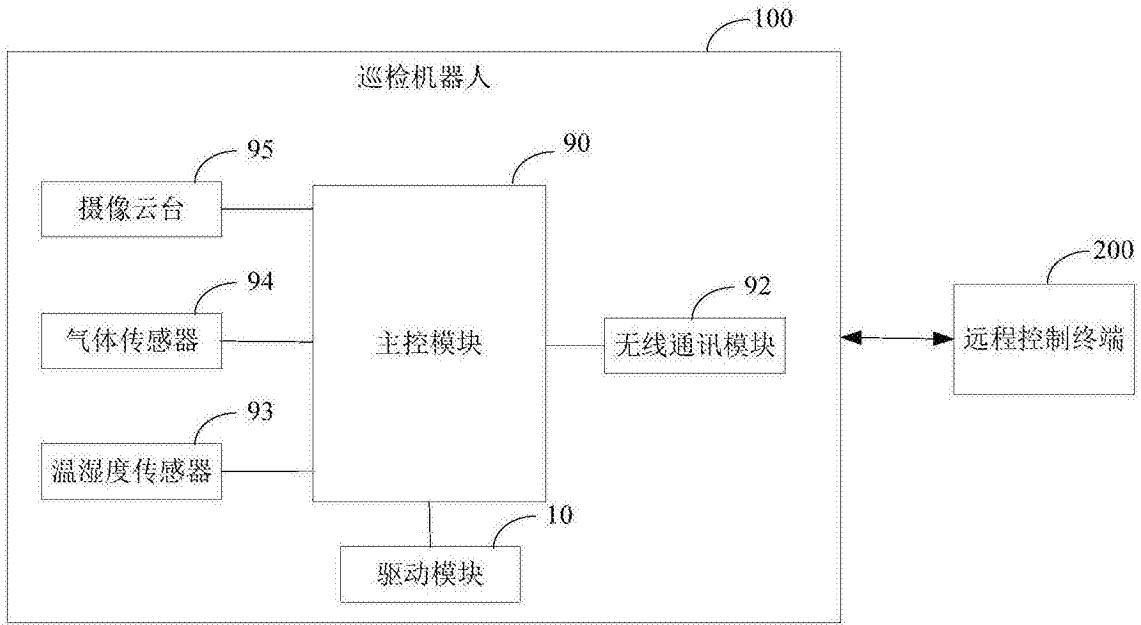 100
巡检机器人
95
摄像云台
90
94
气体传感器
主控模块
92
无线通讯模块
200
远程控制终端
93
温湿度传感器
10
驱动模块